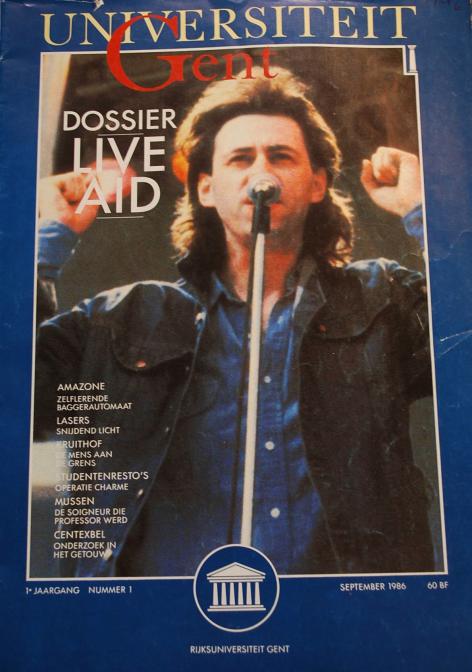 UNIVERSITEIT
Gent
DOSSIER
LIVE
AID
AMAZONE
ZELFLERENDE
BAGGERAUTOMAAT
LASERS
SNIJDEND LICHT
KRUITHOF
DE MENS AAN
DE GRENS
STUDENTENRESTO'S
OPERATIE CHARME
MUSSEN
DE SOIGNEUR DIE
PROFESSOR WERD
CENTEXBEL
ONDERZOEK IN
HET GETOUW
1e JAARGANG NUMMER 1
SEPTEMBER 1986 60 BF
RIJKSUNIVERSITEIT GENT